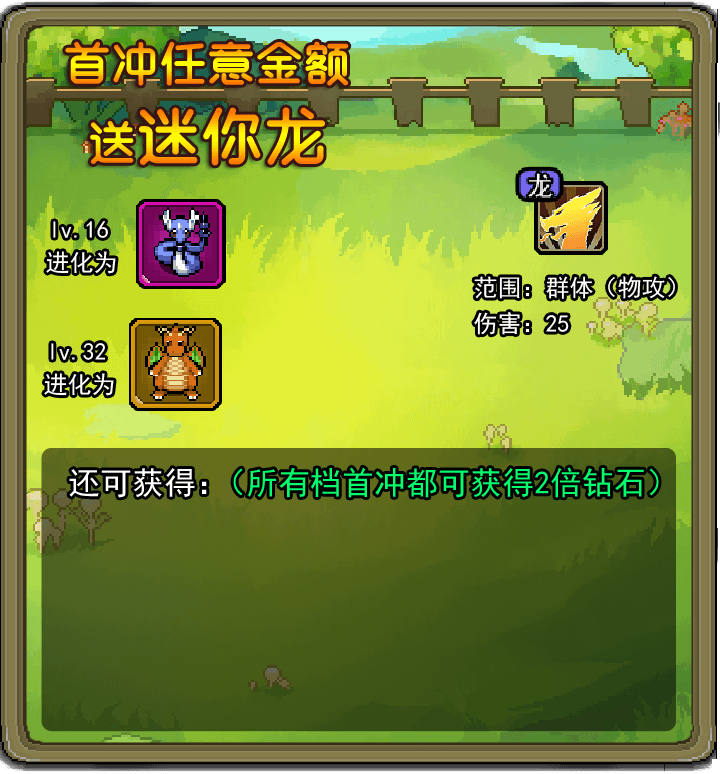 首冲任意金额
送迷你龙
龙
lv.16
进化为
范围：群体（物攻）
伤害：25
lv.32
进化为
还可获得：（所有档首冲都可获得2倍钻石）